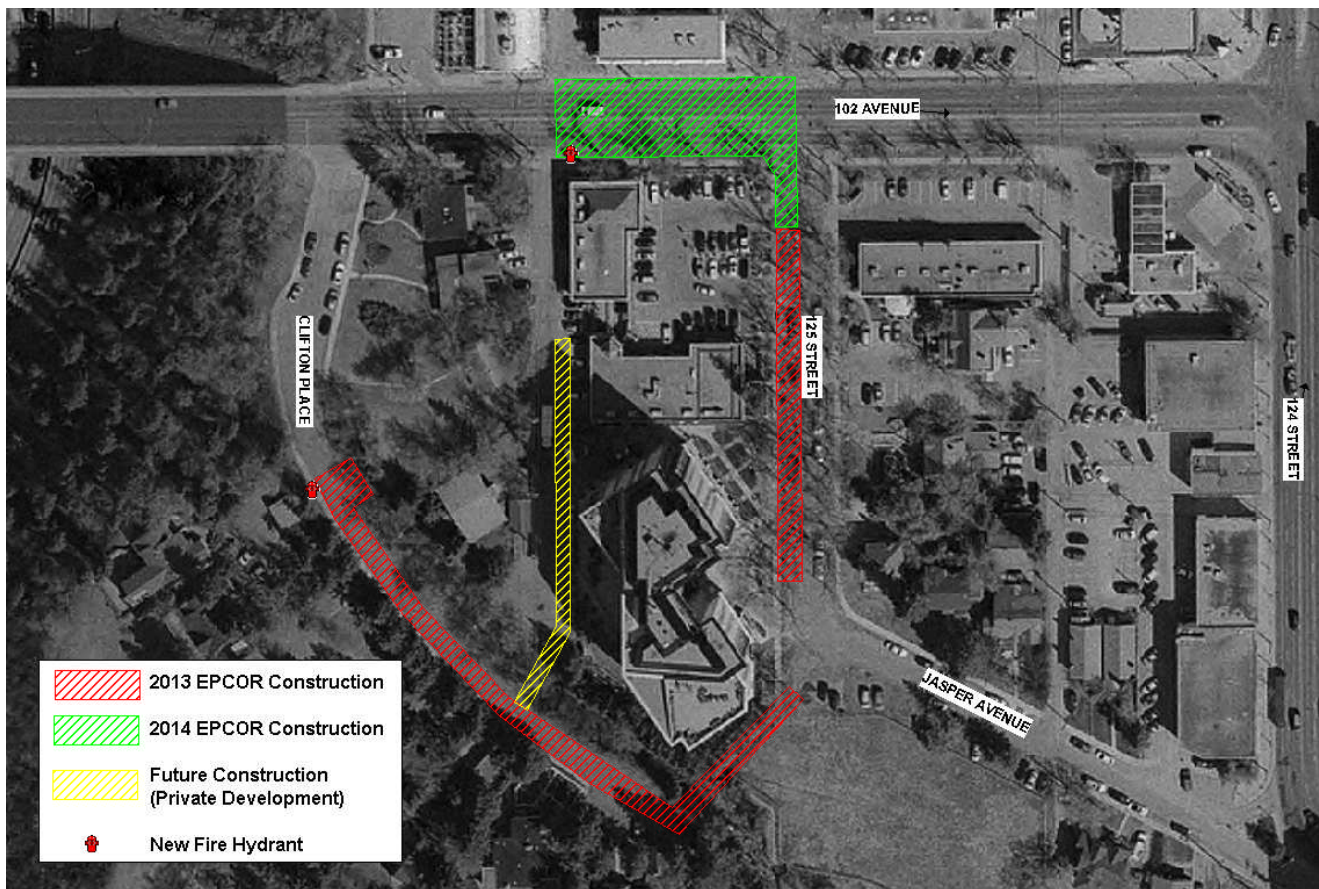 102 AVENUE
CLIFTON PLACE
125 STREET
124 STREET
JASPER AVENUE
2013 EPCOR Construction
2014 EPCOR Construction
Future Construction
(Private Development)
New Fire Hydrant